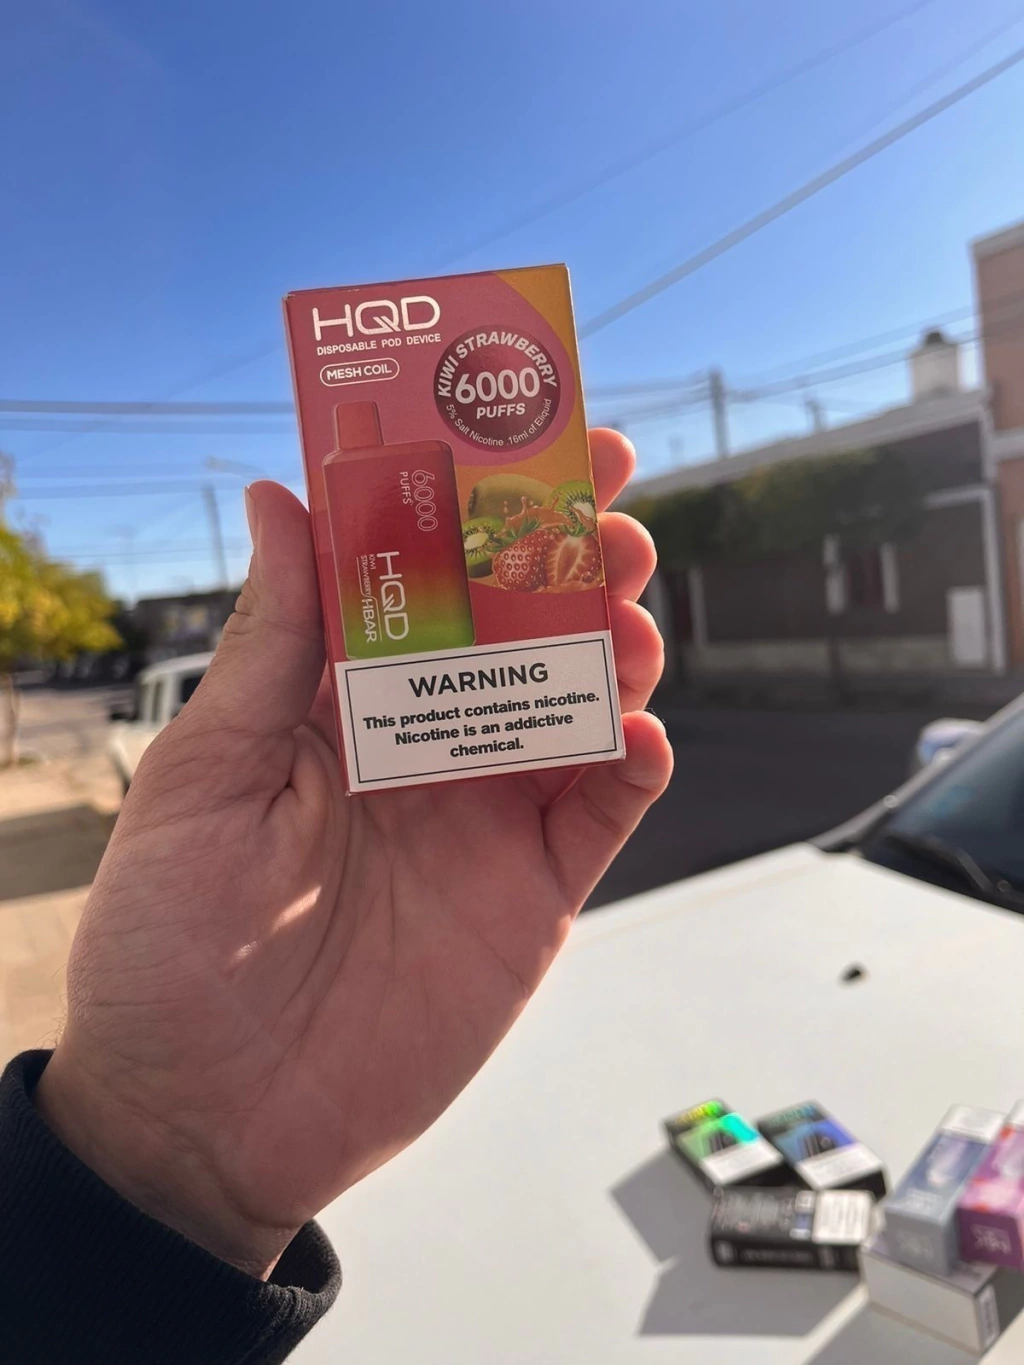 HQD
DISPOSABLE POD DEVICE
MESH COIL
KIWI STRAWBERRY
6000
PUFFS
5% Salt Nicotine .16ml of Eliquid
6000
PUFFS
HQD
KIWI
STRAWBERRY
HBAR
WARNING
This product contains nicotine.
Nicotine is an addictive
chemical.